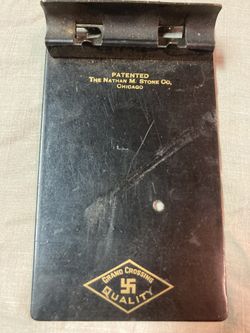 PATENTED
THE NATHAN M. STONE CO.
CHICAGO
GRAND CROSSING
QUALITY